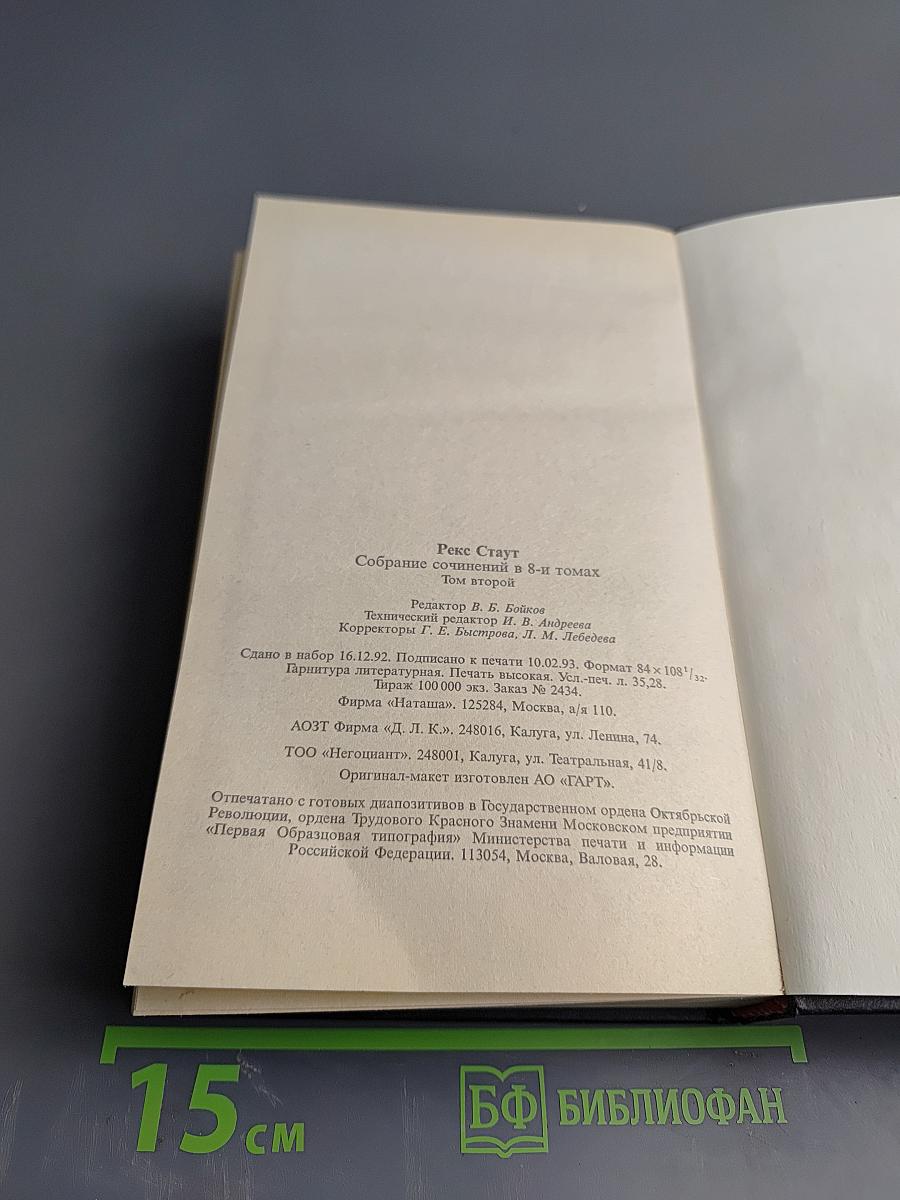 Рекс Стаут
Собрание сочинений в 8-и томах
Том второй
Редактор В. Б. Бойков
Технический редактор И. В. Андреева
Корректоры Г. Е. Быстрова, Л. М. Лебедева
Сдано в набор 16.12.92. Подписано к печати 10.02.93. Формат 84×108¹/₃₂.
Гарнитура литературная. Печать высокая. Усл.-печ. л. 35,28.
Тираж 100 000 экз. Заказ № 2434.
Фирма «Наташа». 125284, Москва, а/я 110.
АОЗТ Фирма «Д. Л. К.». 248016, Калуга, ул. Ленина, 74.
ТОО «Негоциант». 248001, Калуга, ул. Театральная, 41/8.
Оригинал-макет изготовлен АО «ГАРТ».
Отпечатано с готовых диапозитивов в Государственном ордена Октябрьской
Революции, ордена Трудового Красного Знамени Московском предприятии
«Первая Образцовая типография» Министерства печати и информации
Российской Федерации. 113054, Москва, Валовая, 28.
15 см
БФ БИБЛИОФАН